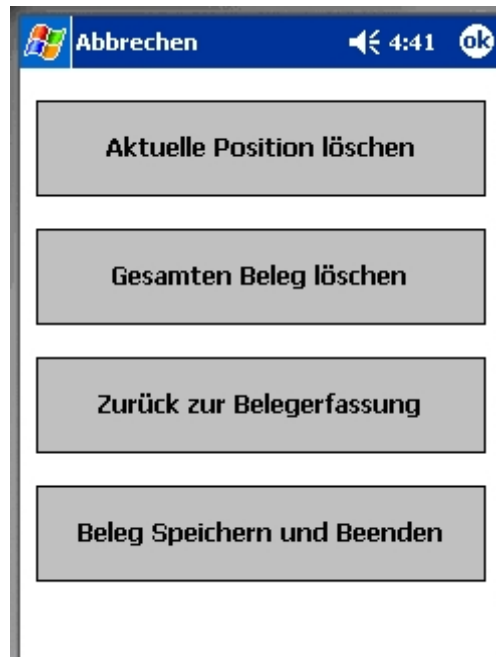 Abbrechen 4:41 ok
Aktuelle Position löschen
Gesamten Beleg löschen
Zurück zur Belegerfassung
Beleg Speichern und Beenden